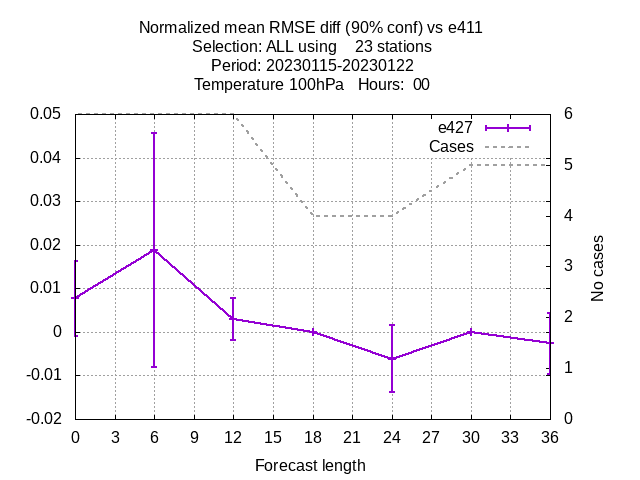 Normalized mean RMSE diff (90% conf) vs e411
Selection: ALL using    23 stations
Period: 20230115-20230122
Temperature 100hPa   Hours:  00
e427
Cases
0.05
0.04
0.03
0.02
0.01
0
-0.01
-0.02
6
5
4
3
2
1
0
No cases
0 3 6 9 12 15 18 21 24 27 30 33 36
Forecast length